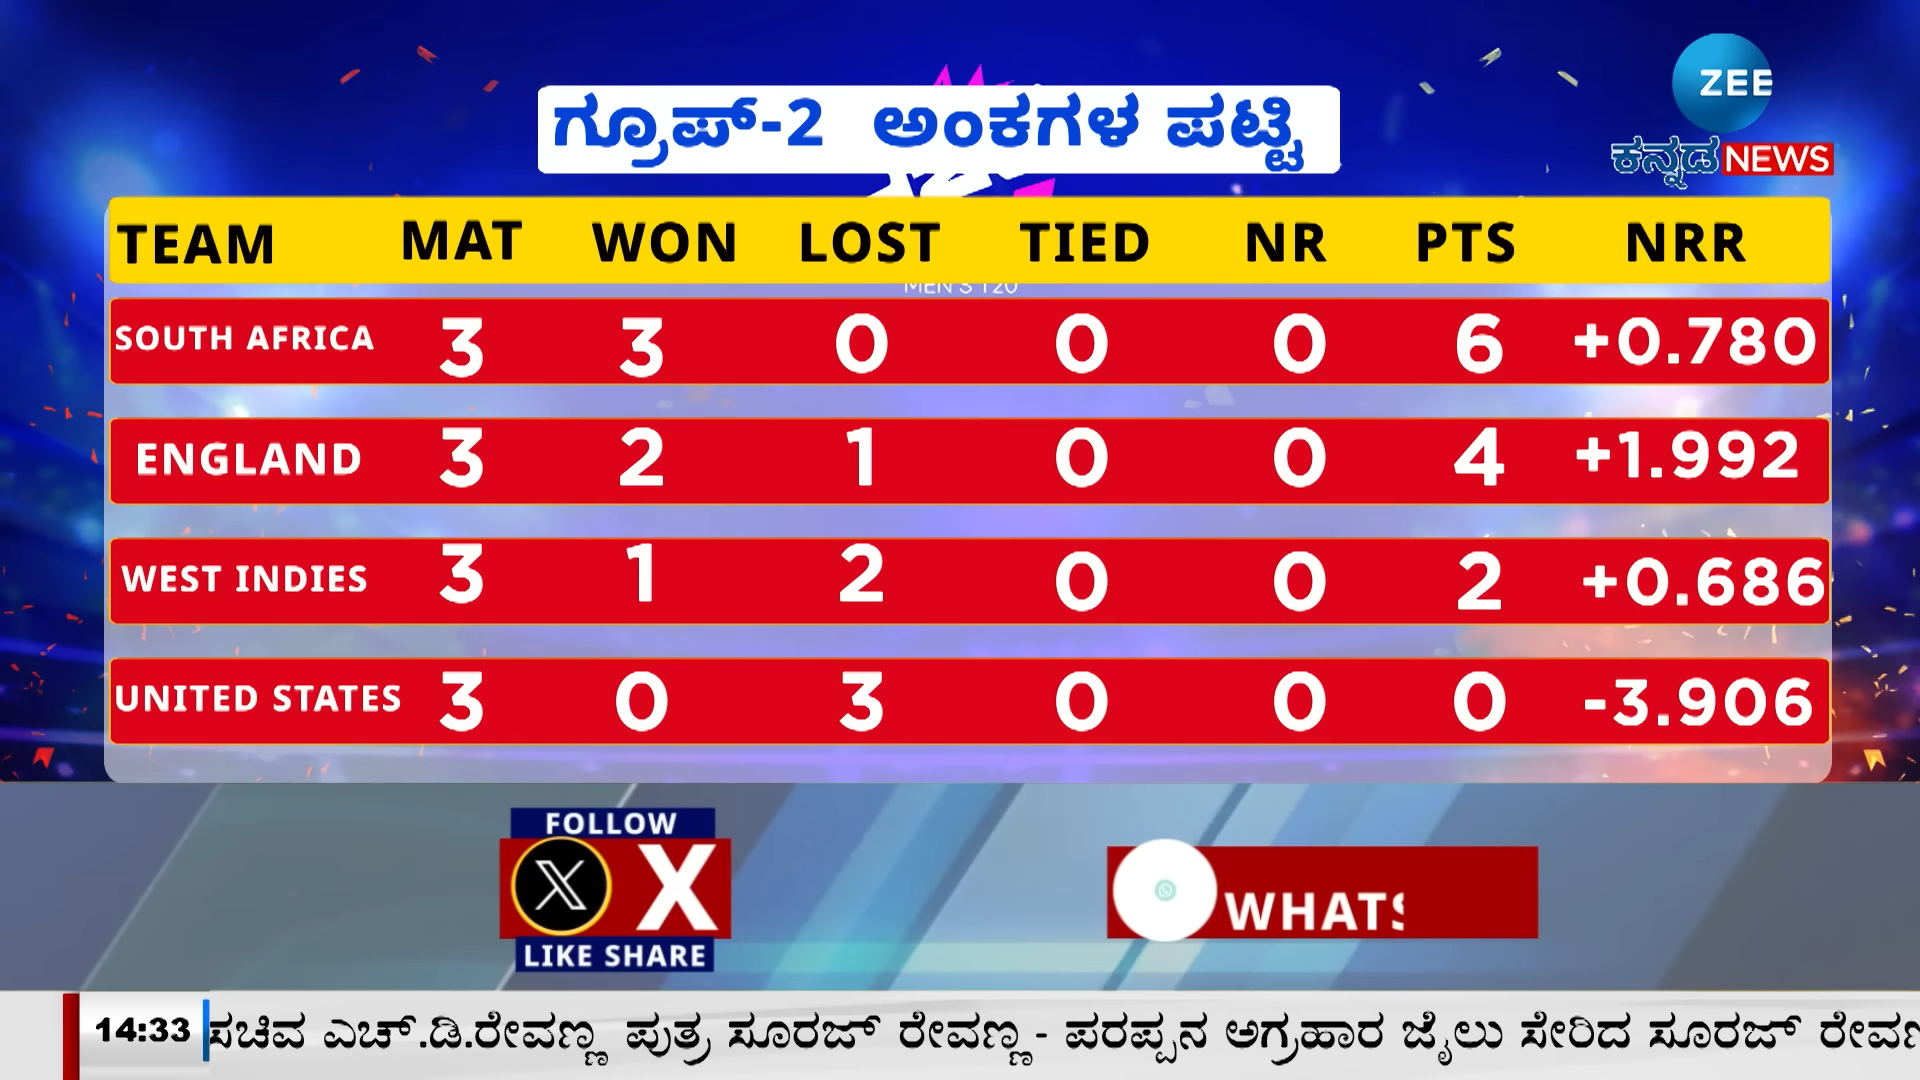 ಗ್ರೂಪ್-2 ಅಂಕಗಳ ಪಟ್ಟಿ
ZEE
ಕನ್ನಡ NEWS
TEAM MAT WON LOST TIED NR PTS NRR
MEN'S T20
SOUTH AFRICA 3 3 0 0 0 6 +0.780
ENGLAND 3 2 1 0 0 4 +1.992
WEST INDIES 3 1 2 0 0 2 +0.686
UNITED STATES 3 0 3 0 0 0 -3.906
FOLLOW
X
LIKE SHARE
WHATS
14:33 ಸಚಿವ ಎಚ್.ಡಿ.ರೇವಣ್ಣ ಪುತ್ರ ಸೂರಜ್ ರೇವಣ್ಣ - ಪರಪ್ಪನ ಅಗ್ರಹಾರ ಜೈಲು ಸೇರಿದ ಸೂರಜ್